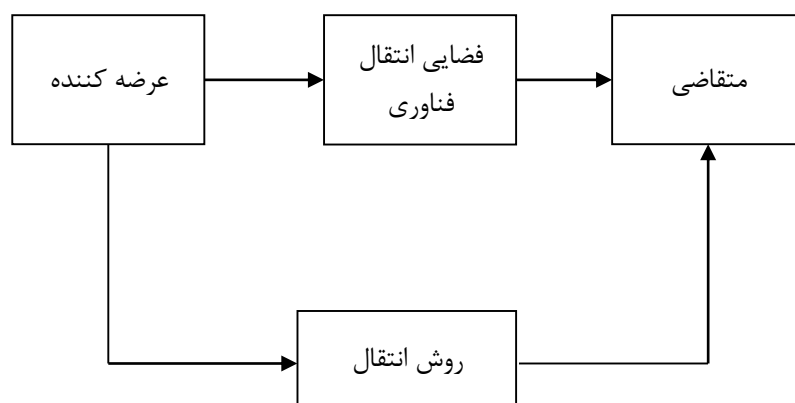 عرضه کننده
فضایی انتقال
فناوری
متقاضی
روش انتقال